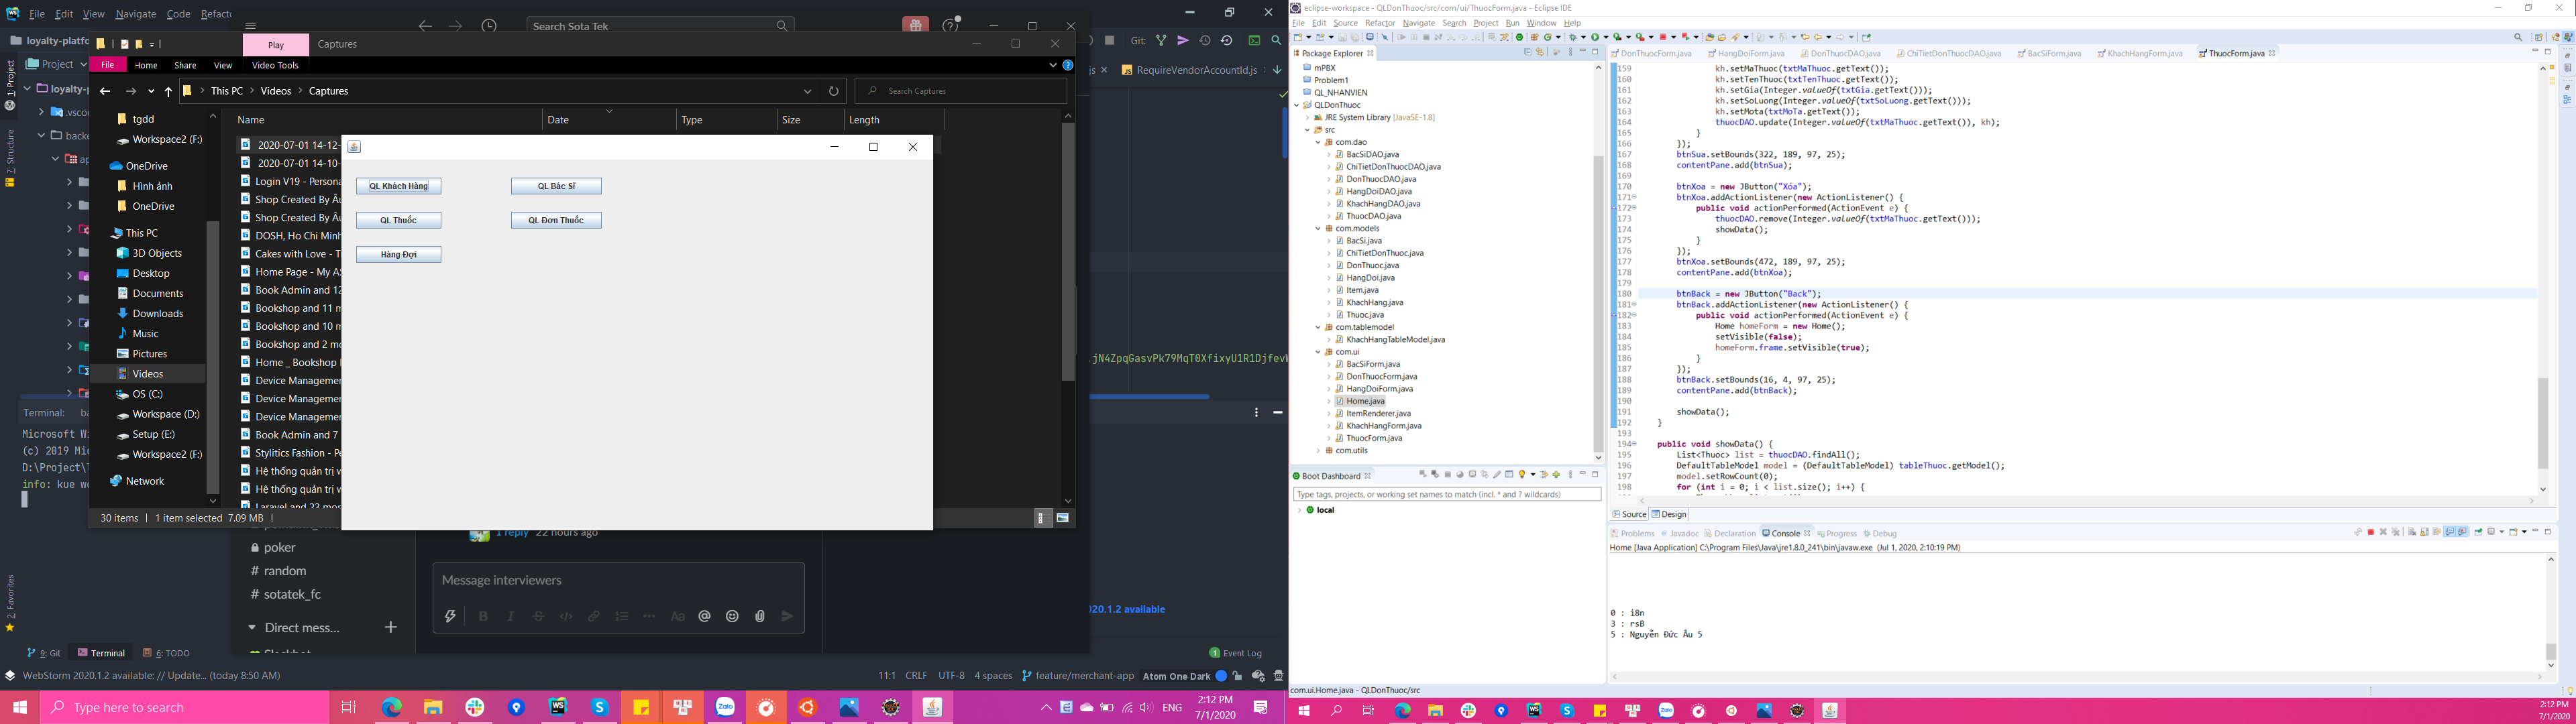 File Edit View Navigate Code Refacto
loyalty-platfo
Project
loyalty-p
.vscou
backe
ap
1: Project
7: Structure
2: Favorites
Search Sota Tek
Play
Captures
File Home Share View Video Tools
This PC > Videos > Captures
Search Captures
Name Date Type Size Length
tgdd
Workspace2 (F:)
OneDrive
Hình ảnh
OneDrive
This PC
3D Objects
Desktop
Documents
Downloads
Music
Pictures
Videos
OS (C:)
Workspace (D:)
Setup (E:)
Workspace2 (F:)
Network
2020-07-01 14-12-
2020-07-01 14-10-
Login V19 - Persona
Shop Created By Âu
Shop Created By Âu
DOSH, Ho Chi Minh
Cakes with Love - T
Home Page - My AS
Book Admin and 12
Bookshop and 11 m
Bookshop and 10 m
Bookshop and 2 mo
Home _ Bookshop
Device Managemen
Device Managemen
Device Managemen
Book Admin and 7
Stylitics Fashion - Pe
Hệ thống quản trị v
Hệ thống quản trị v
Laravel and 23 mor
30 items 1 item selected 7.09 MB
QL Khách Hàng
QL Bác Sĩ
QL Thuốc
QL Đơn Thuốc
Hàng Đợi
Git:
js
RequireVendorAccountId.js
jN4ZpqGasvPk79MqT0XfixyU1R1Djfev
Terminal: ba
Microsoft Wi
(c) 2019 Mic
D:\Project\T
info: kue wo
1 reply 22 hours ago
poker
# random
# sotatek_fc
Direct mess...
Slackbot
Message interviewers
2020.1.2 available
9: Git Terminal 6: TODO
1 Event Log
WebStorm 2020.1.2 available: // Update... (today 8:50 AM)
11:1 CRLF UTF-8 4 spaces feature/merchant-app Atom One Dark
Type here to search
ENG
2:12 PM
7/1/2020
eclipse-workspace - QLDonThuoc/src/com/ui/ThuocForm.java - Eclipse IDE
File Edit Source Refactor Navigate Search Project Run Window Help
Package Explorer
mPBX
Problem1
QL_NHANVIEN
QLDonThuoc
JRE System Library [JavaSE-1.8]
src
com.dao
BacSiDAO.java
ChiTietDonThuocDAO.java
DonThuocDAO.java
HangDoiDAO.java
KhachHangDAO.java
ThuocDAO.java
com.models
BacSi.java
ChiTietDonThuoc.java
DonThuoc.java
HangDoi.java
Item.java
KhachHang.java
Thuoc.java
com.tablemodel
KhachHangTableModel.java
com.ui
BacSiForm.java
DonThuocForm.java
HangDoiForm.java
Home.java
ItemRenderer.java
KhachHangForm.java
ThuocForm.java
com.utils
Boot Dashboard
Type tags, projects, or working set names to match (incl. * and ? wildcards)
local
DonThuocForm.java HangDoiForm.java DonThuocDAO.java ChiTietDonThuocDAO.java BacSiForm.java KhachHangForm.java ThuocForm.java
159 kh.setMaThuoc(txtMaThuoc.getText());
160 kh.setTenThuoc(txtTenThuoc.getText());
161 kh.setGia(Integer.valueOf(txtGia.getText()));
162 kh.setSoLuong(Integer.valueOf(txtSoLuong.getText()));
163 kh.setMota(txtMoTa.getText());
164 thuocDAO.update(Integer.valueOf(txtMaThuoc.getText()), kh);
165 }
166 });
167 btnSua.setBounds(322, 189, 97, 25);
168 contentPane.add(btnSua);
169
170 btnXoa = new JButton("Xóa");
171 btnXoa.addActionListener(new ActionListener() {
172 public void actionPerformed(ActionEvent e) {
173 thuocDAO.remove(Integer.valueOf(txtMaThuoc.getText()));
174 showData();
175 }
176 });
177 btnXoa.setBounds(472, 189, 97, 25);
178 contentPane.add(btnXoa);
179
180 btnBack = new JButton("Back");
181 btnBack.addActionListener(new ActionListener() {
182 public void actionPerformed(ActionEvent e) {
183 Home homeForm = new Home();
184 setVisible(false);
185 homeForm.frame.setVisible(true);
186 }
187 });
188 btnBack.setBounds(16, 4, 97, 25);
189 contentPane.add(btnBack);
190
191 showData();
192 }
193
194 public void showData() {
195 List<Thuoc> list = thuocDAO.findAll();
196 DefaultTableModel model = (DefaultTableModel) tableThuoc.getModel();
197 model.setRowCount(0);
198 for (int i = 0; i < list.size(); i++) {
Source Design
Problems Javadoc Declaration Console Progress Debug
Home [Java Application] C:\Program Files\Java\jre1.8.0_241\bin\javaw.exe (Jul 1, 2020, 2:10:19 PM)
0 : i8n
3 : rsB
5 : Nguyễn Đức Âu 5
com.ui.Home.java - QLDonThuoc/src
2:12 PM
7/1/2020